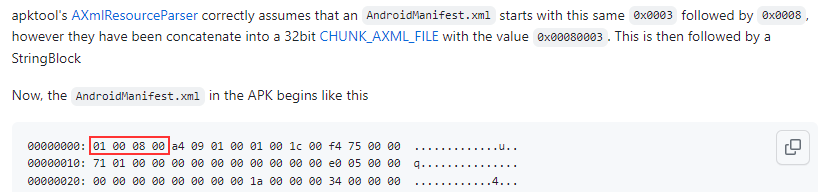 apktool's AXmlResourceParser correctly assumes that an AndroidManifest.xml starts with this same 0x0003 followed by 0x0008 ,
however they have been concatenate into a 32bit CHUNK_AXML_FILE with the value 0x00080003 . This is then followed by a
StringBlock
Now, the AndroidManifest.xml in the APK begins like this
00000000: 01 00 08 00 a4 09 01 00 01 00 1c 00 f4 75 00 00 .............u..
00000010: 71 01 00 00 00 00 00 00 00 00 00 00 e0 05 00 00 q...............
00000020: 00 00 00 00 00 00 00 00 1a 00 00 00 34 00 00 00 ............4...